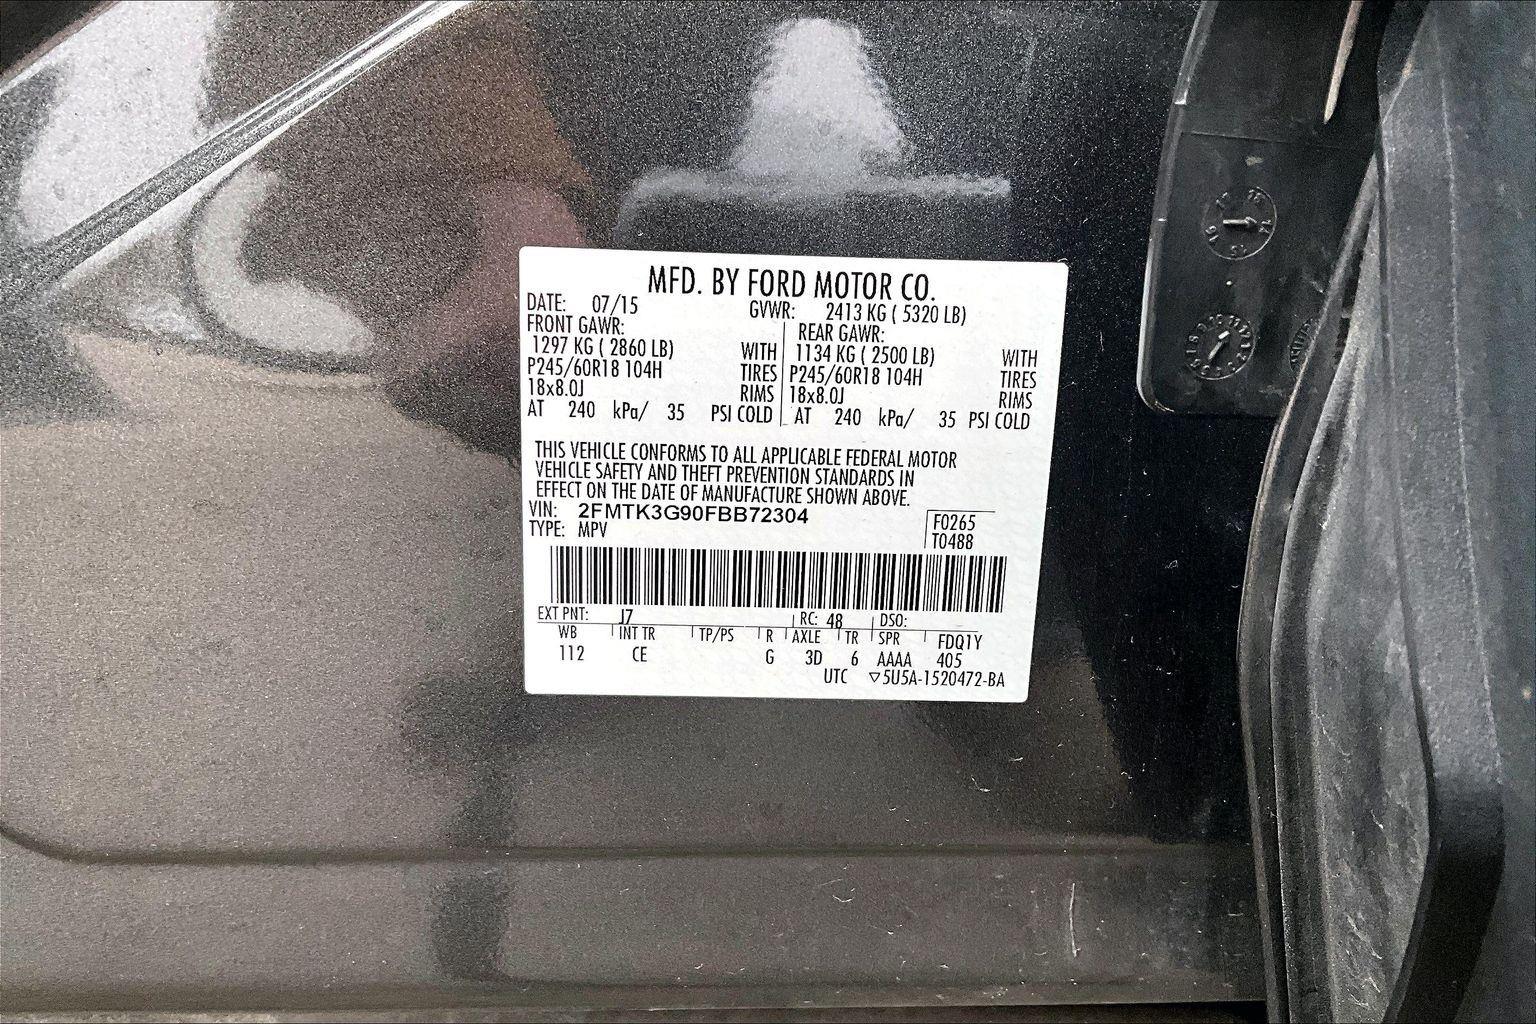 MFD. BY FORD MOTOR CO.
DATE: 07/15 GVWR: 2413 KG ( 5320 LB)
FRONT GAWR: REAR GAWR:
1297 KG ( 2860 LB) WITH 1134 KG ( 2500 LB) WITH
P245/60R18 104H TIRES P245/60R18 104H TIRES
18x8.0J RIMS 18x8.0J RIMS
AT 240 kPa/ 35 PSI COLD AT 240 kPa/ 35 PSI COLD
THIS VEHICLE CONFORMS TO ALL APPLICABLE FEDERAL MOTOR
VEHICLE SAFETY AND THEFT PREVENTION STANDARDS IN
EFFECT ON THE DATE OF MANUFACTURE SHOWN ABOVE.
VIN: 2FMTK3G90FBB72304 F0265
TYPE: MPV T0488
EXT PNT: J7 RC: 48 DSO:
WB INT TR TP/PS R AXLE TR SPR FDQ1Y
112 CE G 3D 6 AAAA 405
UTC ▽5U5A-1520472-BA